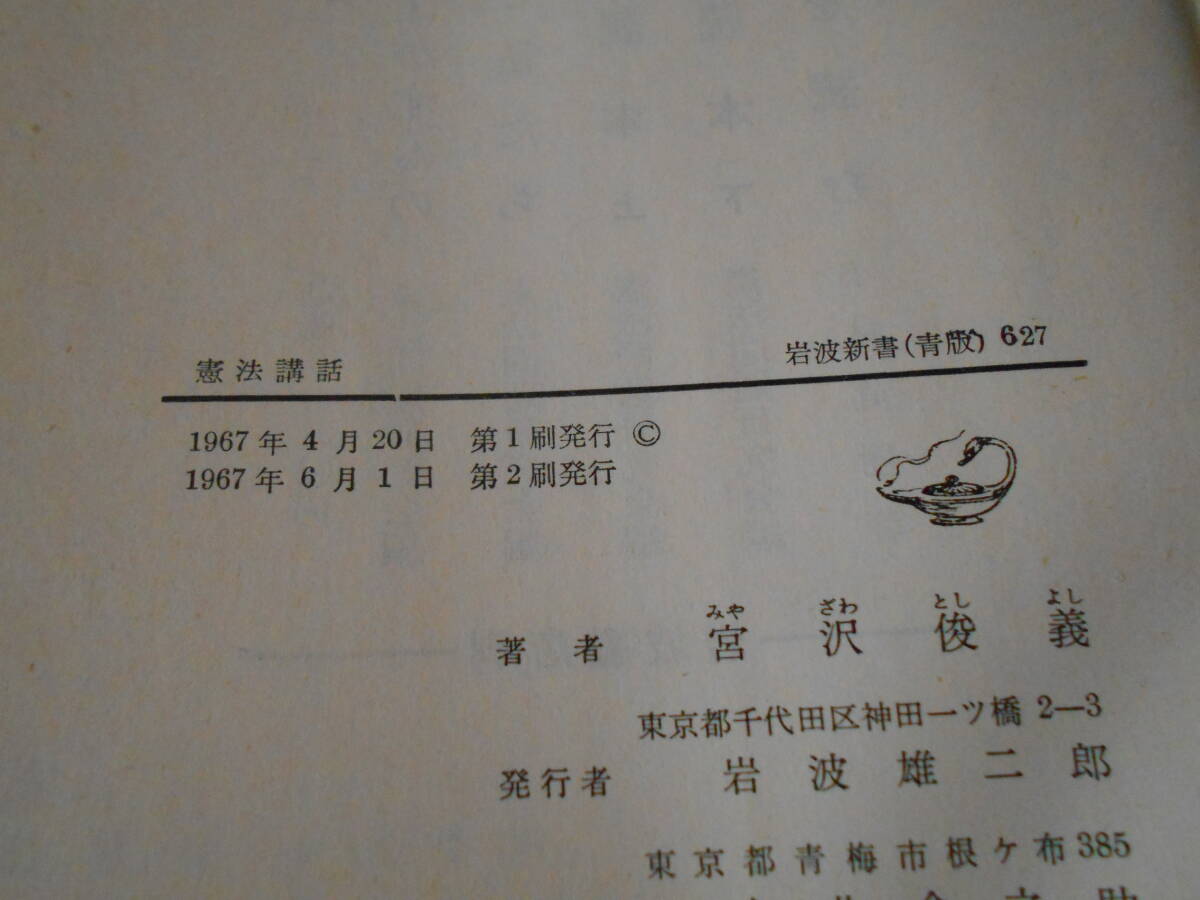 憲法講話
岩波新書(青版) 627
1967年 4月20日 第1刷発行 ©
1967年 6月 1日 第2刷発行
みや ざわ とし よし
著者 宮沢俊義
東京都千代田区神田一ツ橋 2—3
発行者 岩波雄二郎
東京都青梅市根ケ布385